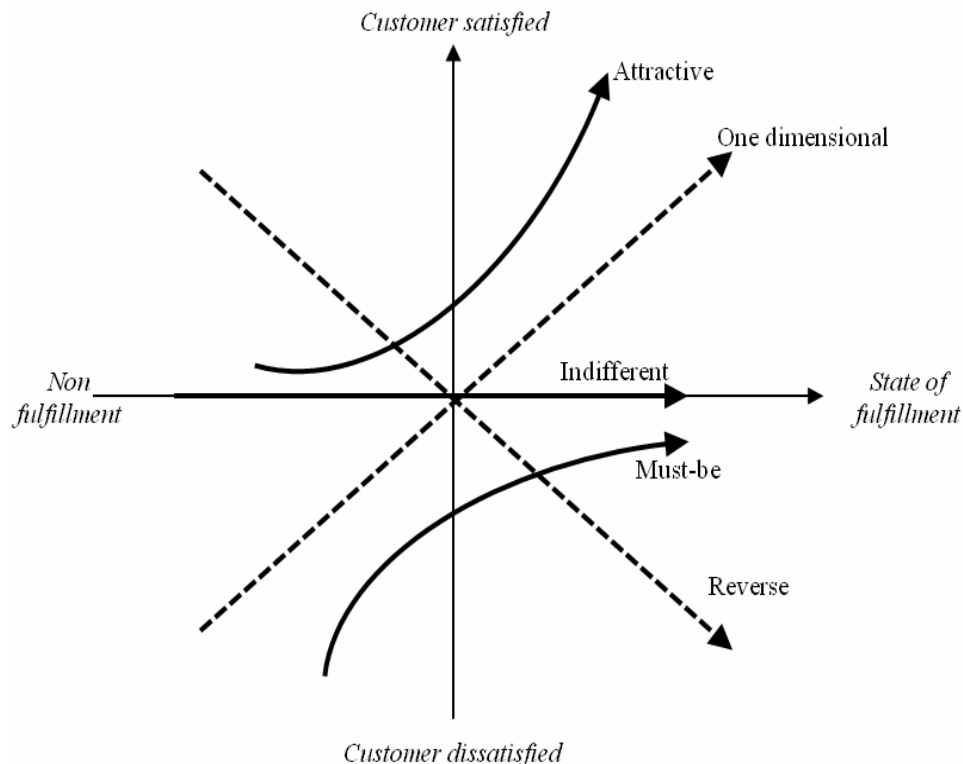 Customer satisfied
Attractive
One dimensional
Indifferent
Non
fulfillment
State of
fulfillment
Must-be
Reverse
Customer dissatisfied